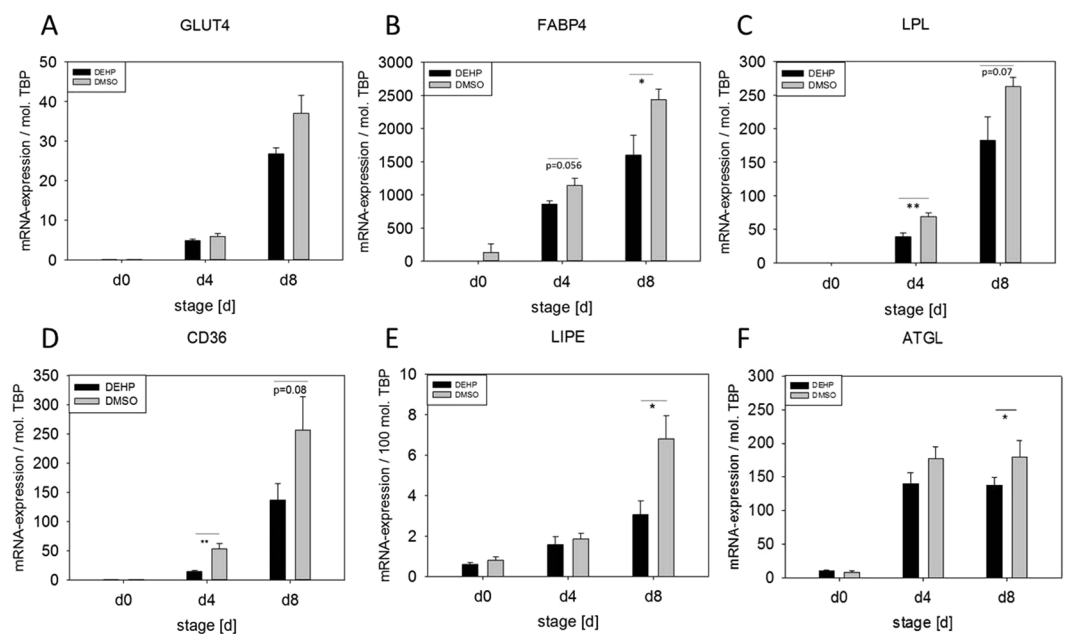 A
GLUT4
mRNA-expression / mol. TBP
50
40
30
20
10
0
DEHP
DMSO
d0 d4 d8
stage [d]
B
FABP4
mRNA-expression / mol. TBP
3000
2500
2000
1500
1000
500
0
DEHP
DMSO
p=0.056
*
d0 d4 d8
stage [d]
C
LPL
mRNA-expression / mol. TBP
300
250
200
150
100
50
0
DEHP
DMSO
**
p=0.07
d0 d4 d8
stage [d]
D
CD36
mRNA-expression / mol. TBP
350
300
250
200
150
100
50
0
DEHP
DMSO
**
p=0.08
d0 d4 d8
stage [d]
E
LIPE
mRNA-expression / 100 mol. TBP
10
8
6
4
2
0
DEHP
DMSO
*
d0 d4 d8
stage [d]
F
ATGL
mRNA-expression / mol. TBP
300
250
200
150
100
50
0
DEHP
DMSO
*
d0 d4 d8
stage [d]